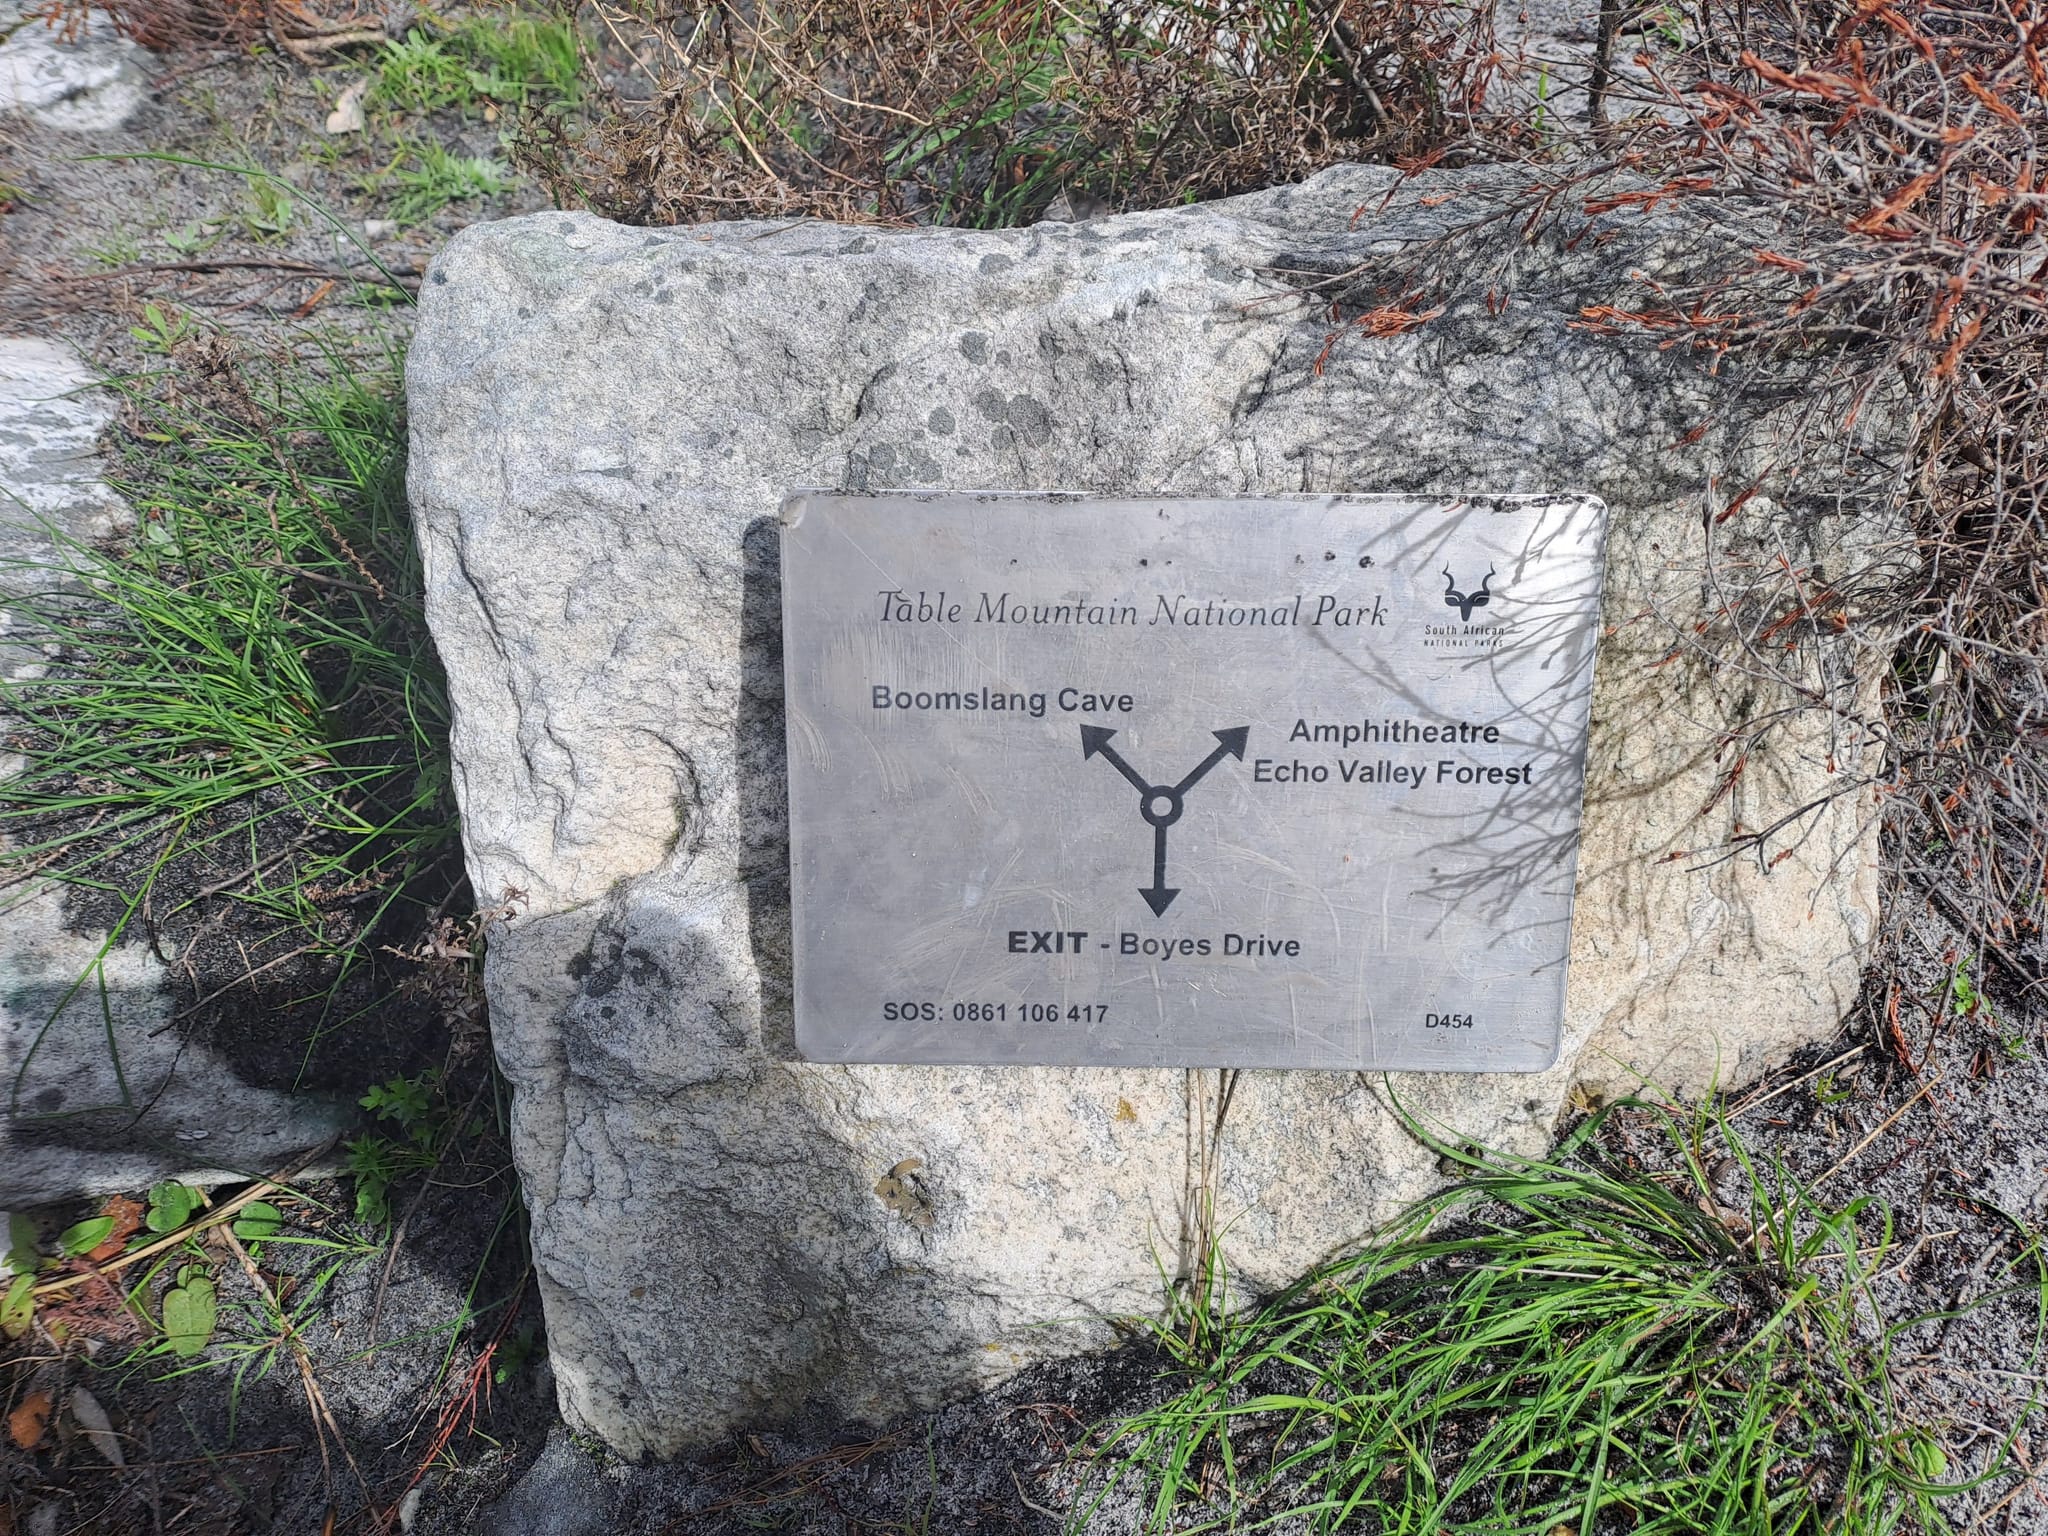 Table Mountain National Park
South African
NATIONAL PARKS
Boomslang Cave
Amphitheatre
Echo Valley Forest
EXIT - Boyes Drive
SOS: 0861 106 417
D454